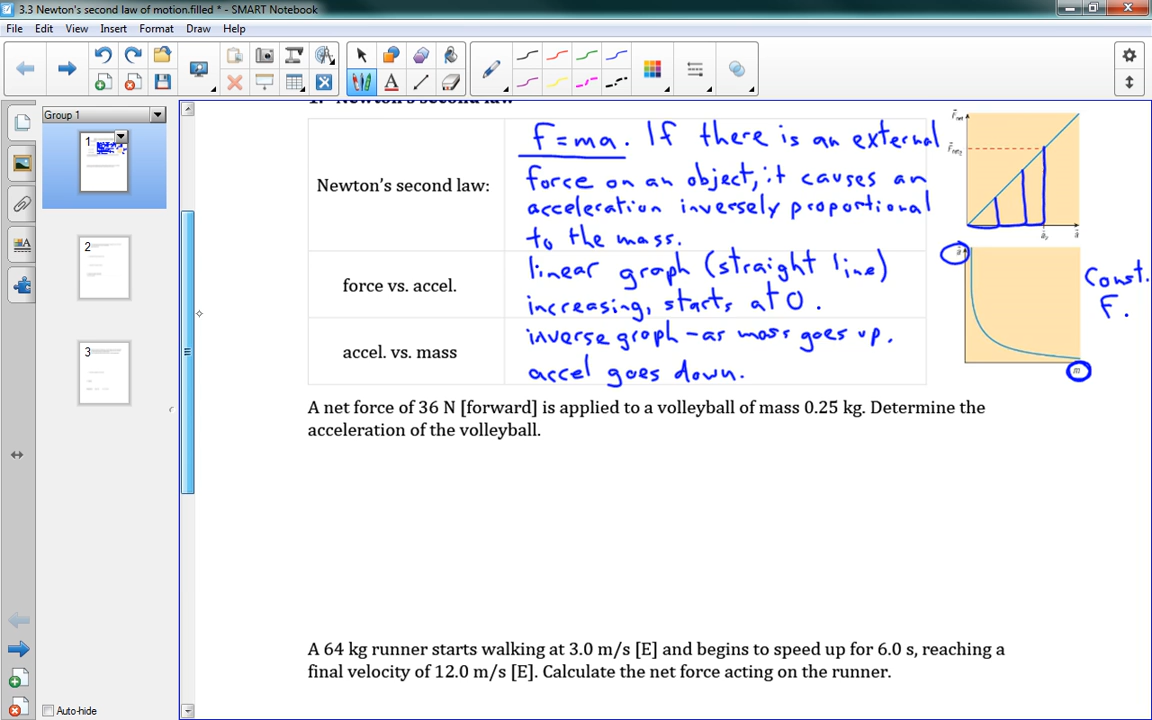 3.3 Newton's second law of motion.filled * - SMART Notebook
File Edit View Insert Format Draw Help
Group 1
1
2
3
Auto-hide
Newton's second law:
F=ma. If there is an external
force on an object, it causes an
acceleration inversely proportional
to the mass.
force vs. accel.
linear graph (straight line)
increasing, starts at 0.
accel. vs. mass
inverse graph - as mass goes up,
accel goes down.
m
Const.
F.
A net force of 36 N [forward] is applied to a volleyball of mass 0.25 kg. Determine the
acceleration of the volleyball.
A 64 kg runner starts walking at 3.0 m/s [E] and begins to speed up for 6.0 s, reaching a
final velocity of 12.0 m/s [E]. Calculate the net force acting on the runner.